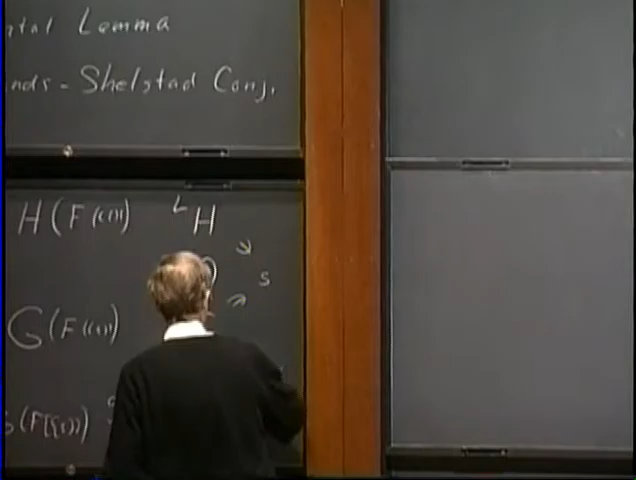 ntal Lemma
nds - Shelstad Conj.
H(F((t)) ᴸH
s
G(F((t))
(F[[t]])